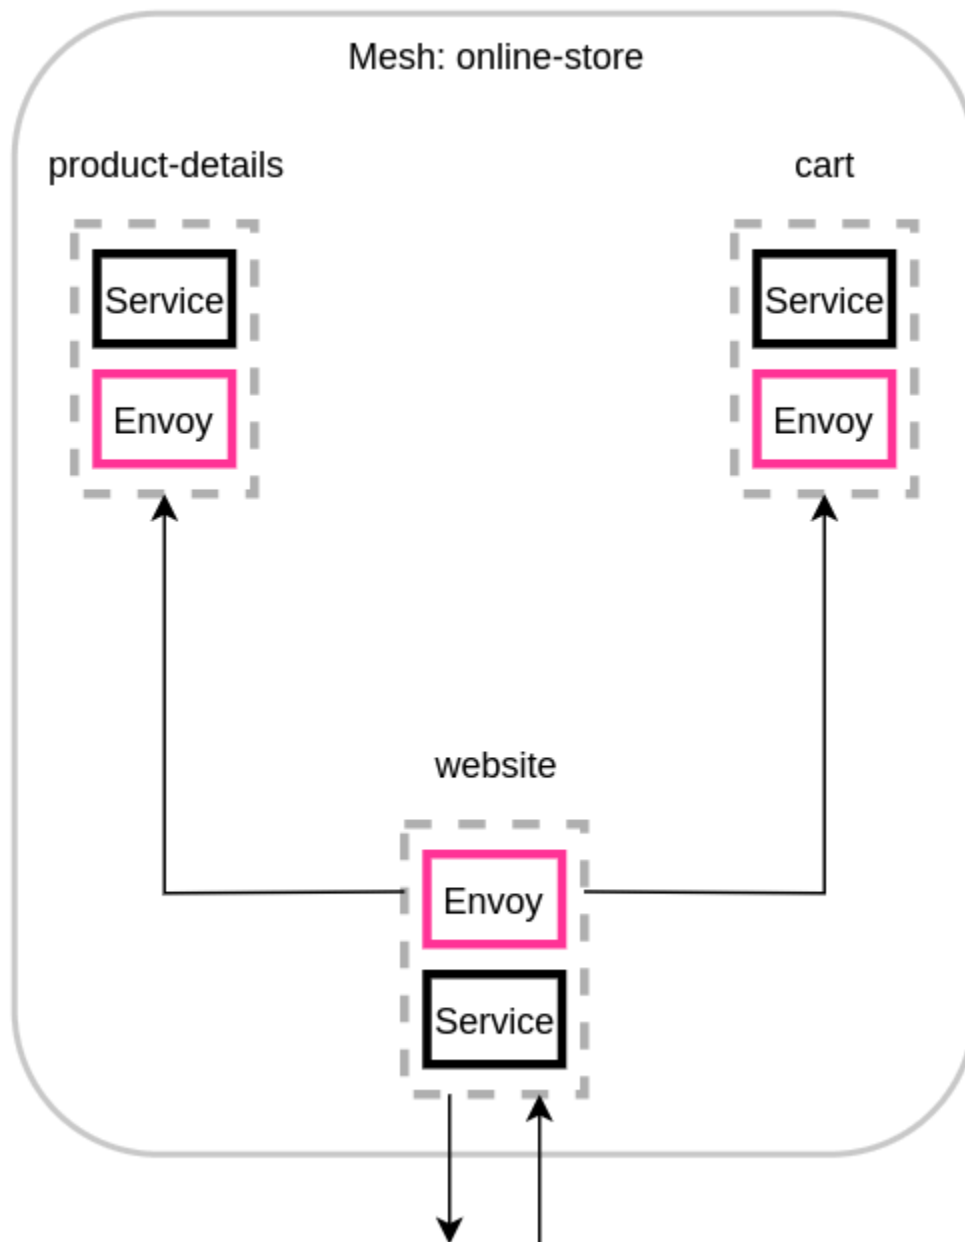 Mesh: online-store
product-details
cart
Service
Service
Envoy
Envoy
website
Envoy
Service